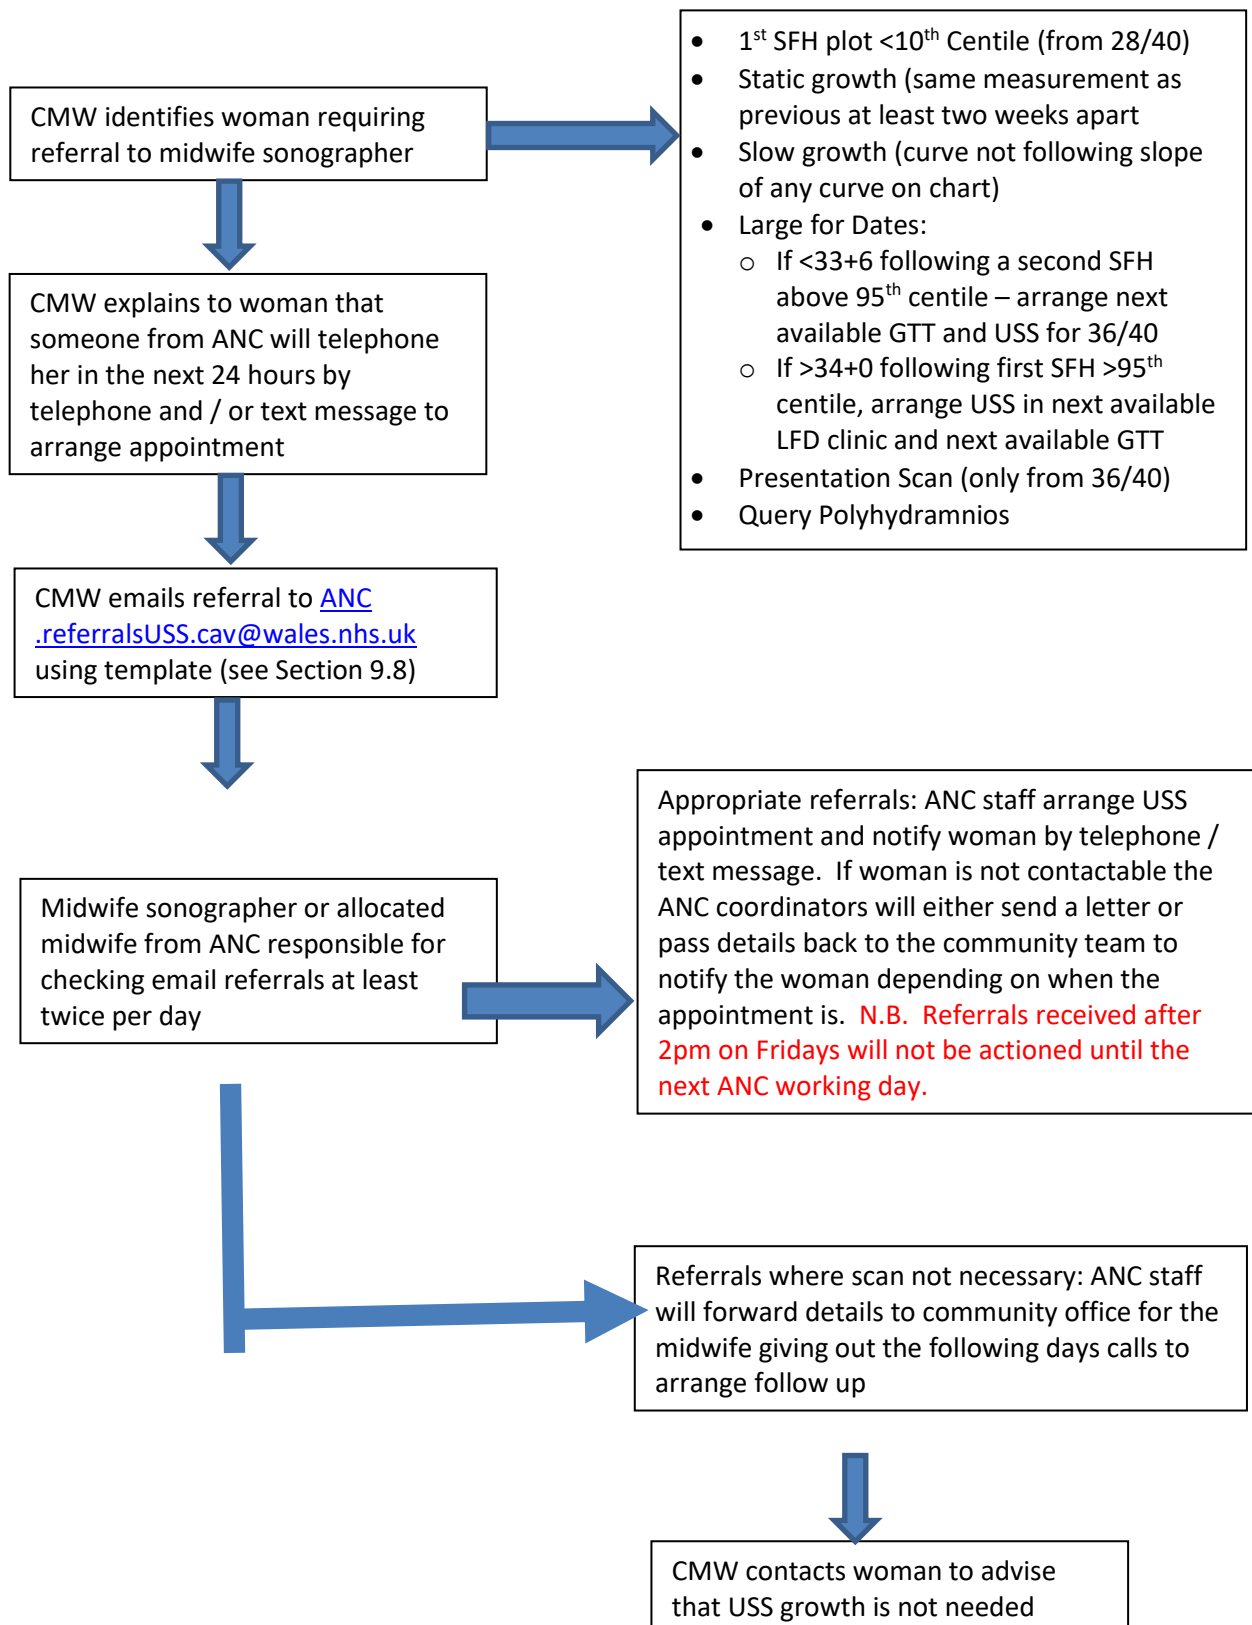 CMW identifies woman requiring
referral to midwife sonographer
• 1st SFH plot <10th Centile (from 28/40)
• Static growth (same measurement as
previous at least two weeks apart
• Slow growth (curve not following slope
of any curve on chart)
• Large for Dates:
o If <33+6 following a second SFH
above 95th centile – arrange next
available GTT and USS for 36/40
o If >34+0 following first SFH >95th
centile, arrange USS in next available
LFD clinic and next available GTT
• Presentation Scan (only from 36/40)
• Query Polyhydramnios
CMW explains to woman that
someone from ANC will telephone
her in the next 24 hours by
telephone and / or text message to
arrange appointment
CMW emails referral to ANC
.referralsUSS.cav@wales.nhs.uk
using template (see Section 9.8)
Midwife sonographer or allocated
midwife from ANC responsible for
checking email referrals at least
twice per day
Appropriate referrals: ANC staff arrange USS
appointment and notify woman by telephone /
text message.  If woman is not contactable the
ANC coordinators will either send a letter or
pass details back to the community team to
notify the woman depending on when the
appointment is.  N.B.  Referrals received after
2pm on Fridays will not be actioned until the
next ANC working day.
Referrals where scan not necessary: ANC staff
will forward details to community office for the
midwife giving out the following days calls to
arrange follow up
CMW contacts woman to advise
that USS growth is not needed